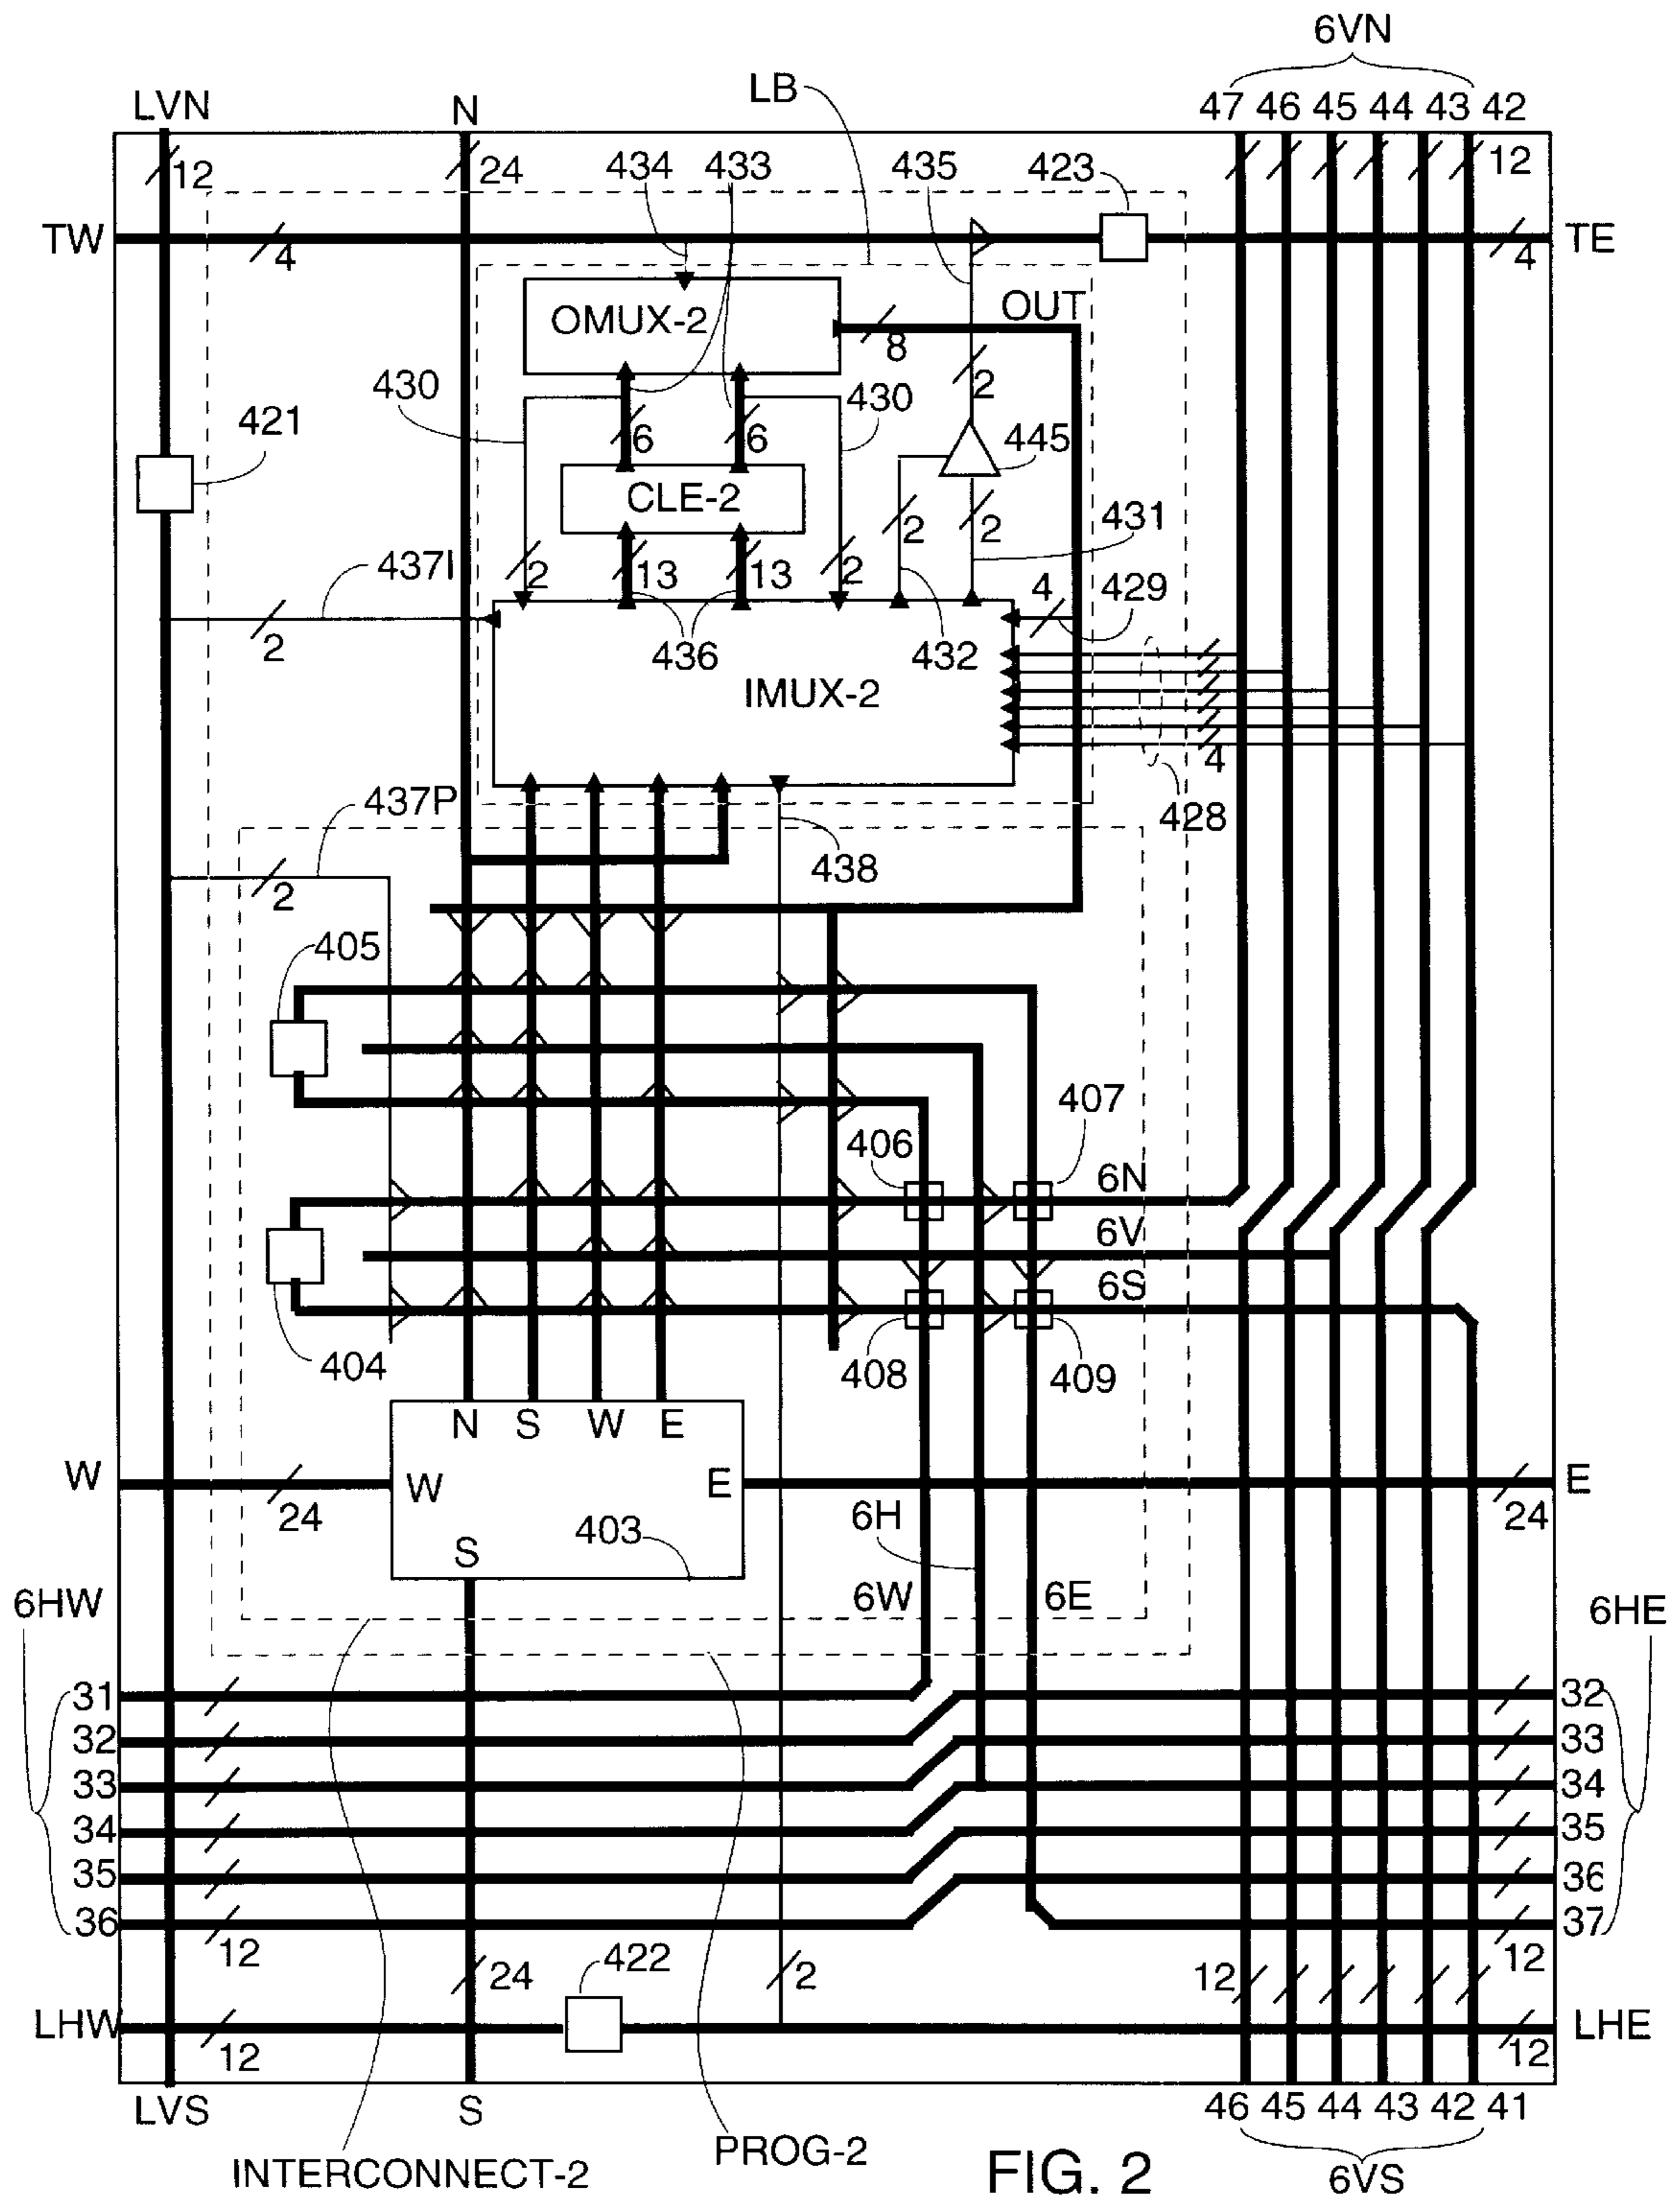 6VN
LVN N LB 47 46 45 44 43 42
12 24 434 433 435 423 12
TW 4 4 TE
OMUX-2 OUT
8
430 6 6 430 2
421 445
CLE-2
2 2 431
437I 2 13 13 2 4 429
2 436 432
IMUX-2
4
437P 438 428
2
405
407
406
6N
6V
6S
404 408 409
N S W E
W W E E
24 24
6H
S 403
6HW 6W 6E 6HE
31 32
32 33
33 34
34 35
35 36
36 37
12 12
24 422 2 12
LHW LHE
12 12
LVS S 46 45 44 43 42 41
INTERCONNECT-2 PROG-2 FIG. 2 6VS